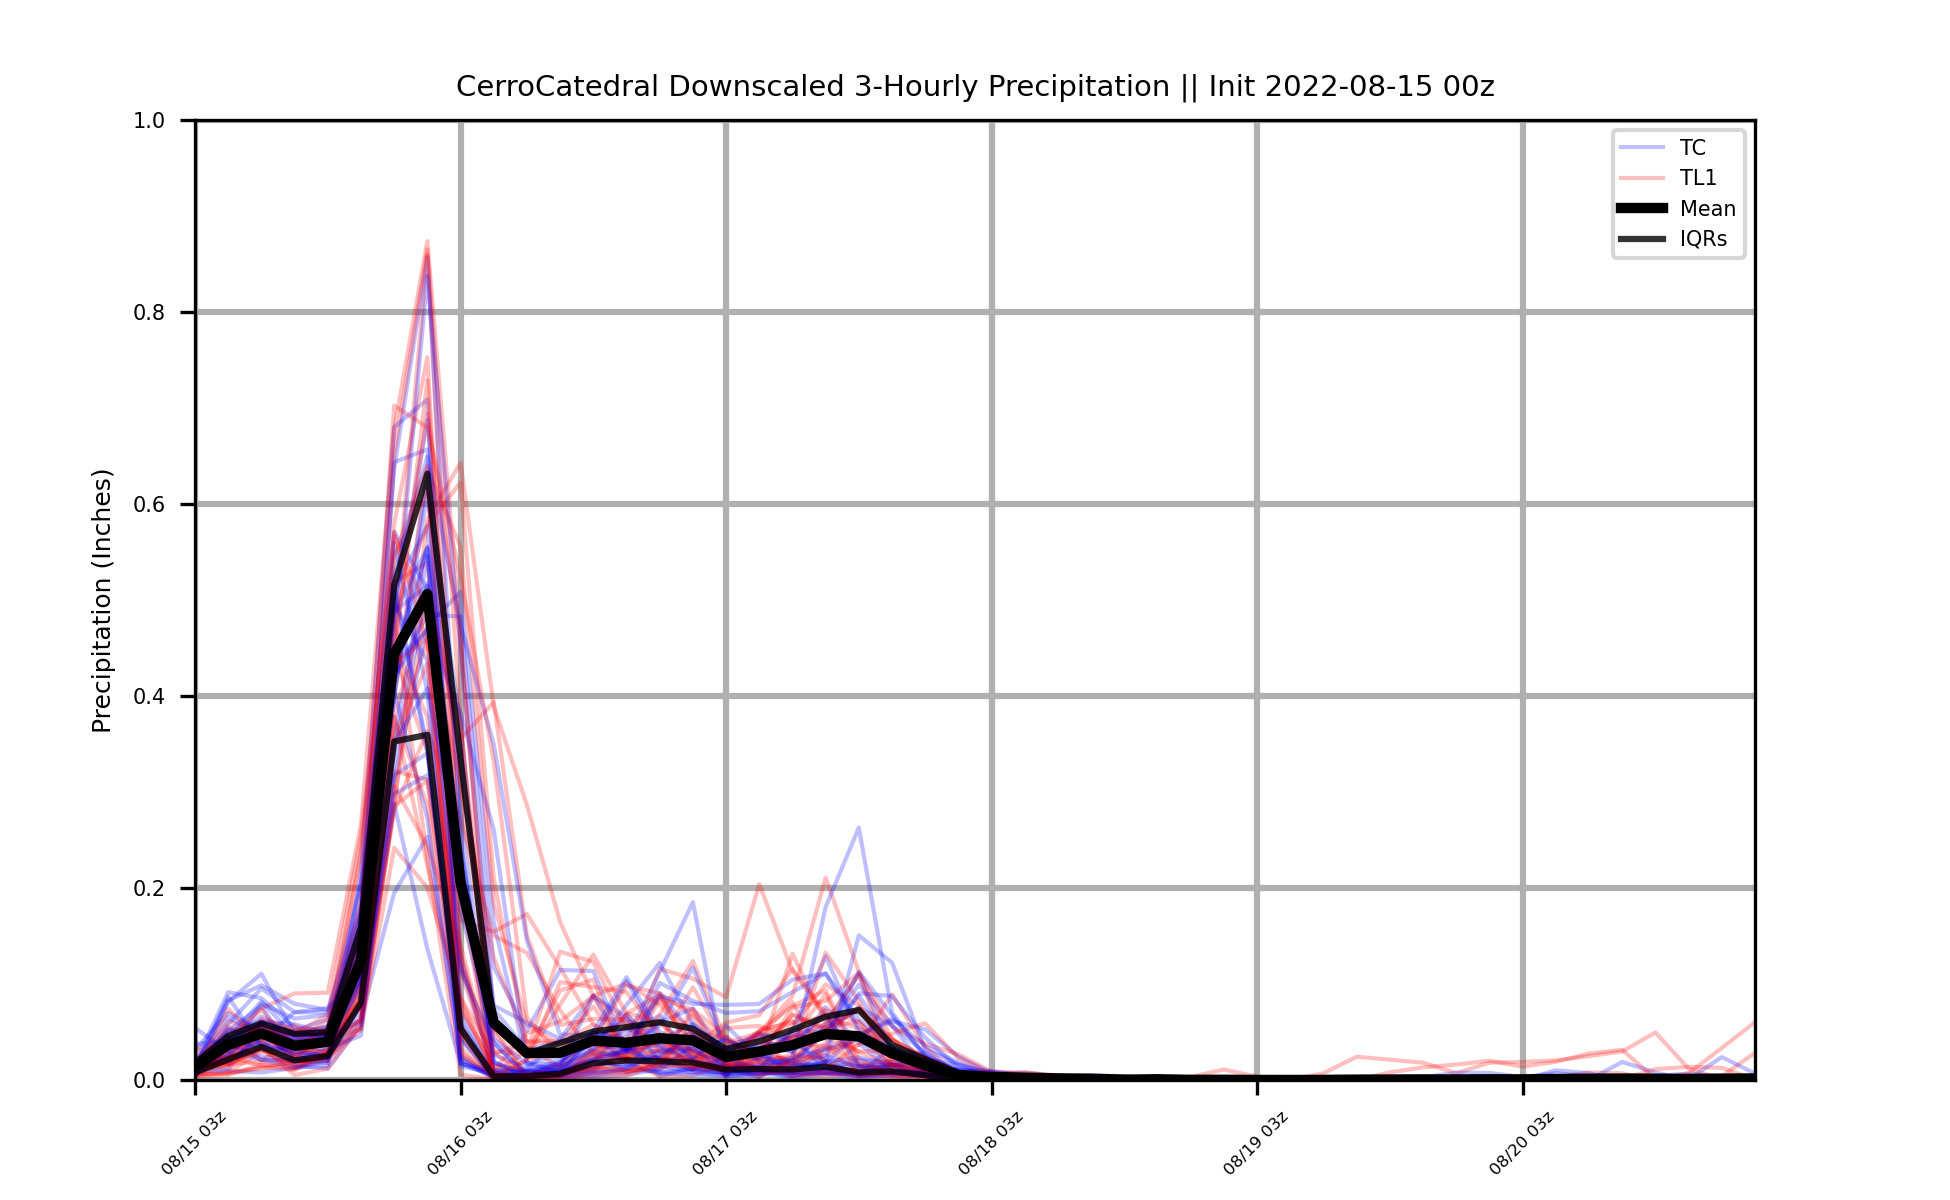 CerroCatedral Downscaled 3-Hourly Precipitation || Init 2022-08-15 00z
1.0
0.8
0.6
0.4
0.2
0.0
Precipitation (Inches)
TC
TL1
Mean
IQRs
08/15 03z
08/16 03z
08/17 03z
08/18 03z
08/19 03z
08/20 03z